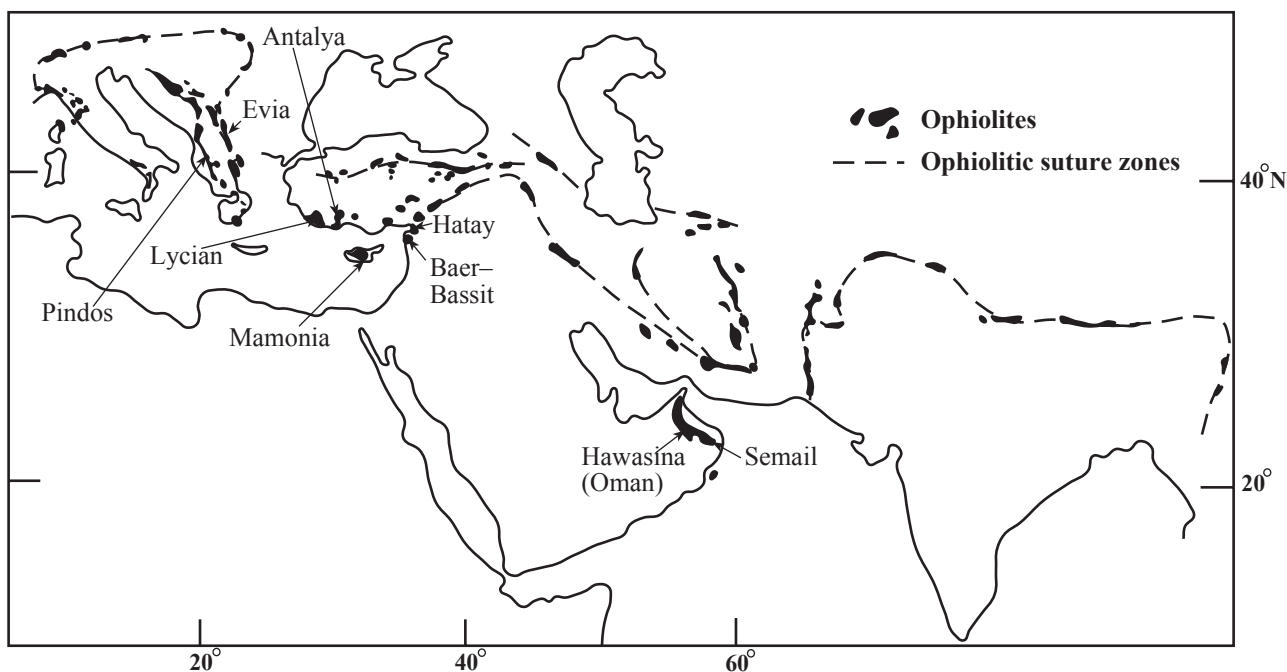 Antalya
Evia
Ophiolites
Ophiolitic suture zones
40°N
Lycian
Hatay
Baer–
Bassit
Pindos
Mamonia
Hawasina
(Oman)
Semail
20°
20°
40°
60°